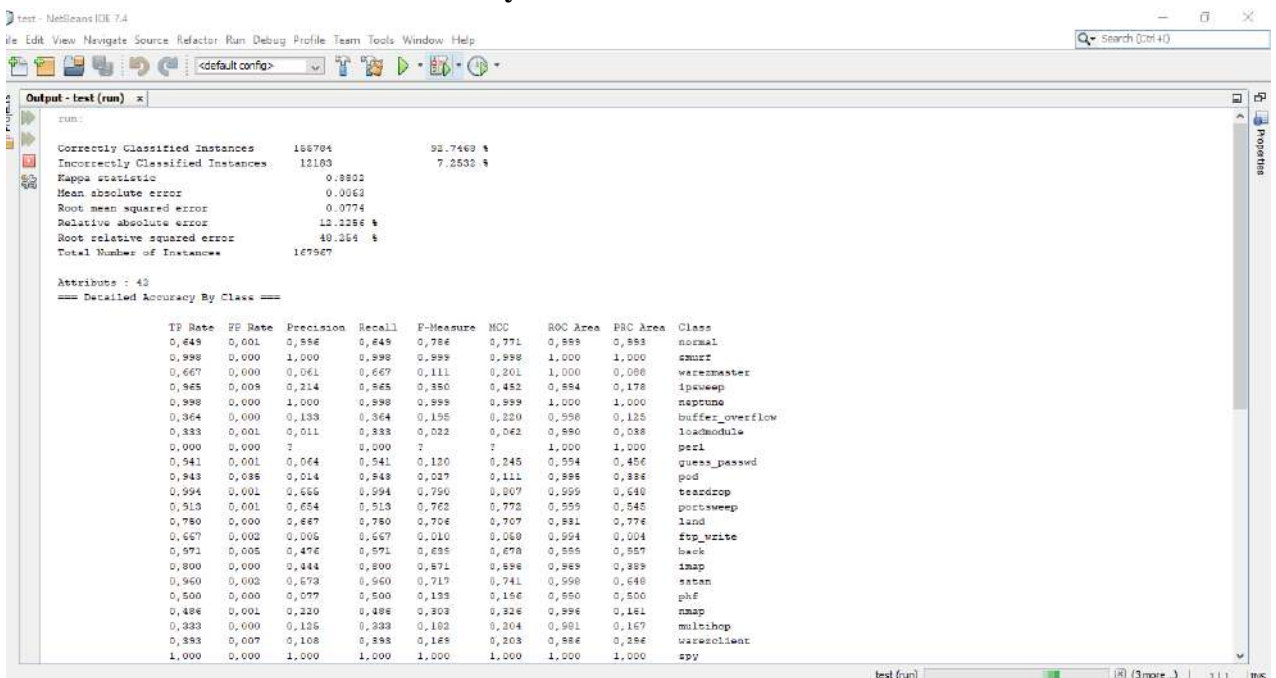 test - NetBeans IDE 7.4
File Edit View Navigate Source Refactor Run Debug Profile Team Tools Window Help
Search (Ctrl+I)
<default config>
Output - test (run) x
Properties
run:
Correctly Classified Instances 155784 92.7468 %
Incorrectly Classified Instances 12183 7.2532 %
Kappa statistic 0.8802
Mean absolute error 0.0063
Root mean squared error 0.0774
Relative absolute error 12.2256 %
Root relative squared error 48.264 %
Total Number of Instances 167967
Attributs : 42
=== Detailed Accuracy By Class ===
TP Rate FP Rate Precision Recall F-Measure MCC ROC Area PRC Area Class
0,649 0,001 0,996 0,649 0,786 0,771 0,999 0,993 normal
0,998 0,000 1,000 0,998 0,999 0,998 1,000 1,000 smurf
0,667 0,000 0,061 0,667 0,111 0,201 1,000 0,088 warezmaster
0,965 0,009 0,214 0,965 0,350 0,452 0,994 0,178 ipsweep
0,998 0,000 1,000 0,998 0,999 0,999 1,000 1,000 neptune
0,364 0,000 0,133 0,364 0,195 0,220 0,998 0,125 buffer_overflow
0,333 0,001 0,011 0,333 0,022 0,062 0,990 0,038 loadmodule
0,000 0,000 ? 0,000 ? ? 1,000 1,000 perl
0,941 0,001 0,064 0,941 0,120 0,245 0,994 0,456 guess_passwd
0,943 0,035 0,014 0,943 0,027 0,111 0,995 0,336 pod
0,994 0,001 0,656 0,994 0,790 0,807 0,999 0,648 teardrop
0,913 0,001 0,654 0,913 0,762 0,772 0,999 0,545 portsweep
0,750 0,000 0,667 0,750 0,706 0,707 0,931 0,776 land
0,667 0,002 0,005 0,667 0,010 0,058 0,994 0,004 ftp_write
0,971 0,005 0,476 0,971 0,639 0,678 0,999 0,957 back
0,800 0,000 0,444 0,800 0,571 0,596 0,969 0,389 imap
0,960 0,002 0,573 0,960 0,717 0,741 0,998 0,648 satan
0,500 0,000 0,077 0,500 0,133 0,196 0,990 0,500 phf
0,486 0,001 0,220 0,486 0,303 0,326 0,996 0,161 nmap
0,333 0,000 0,125 0,333 0,182 0,204 0,981 0,167 multihop
0,393 0,007 0,108 0,393 0,169 0,203 0,986 0,296 warezclient
1,000 0,000 1,000 1,000 1,000 1,000 1,000 1,000 spy
test (run) (3 more...) INS